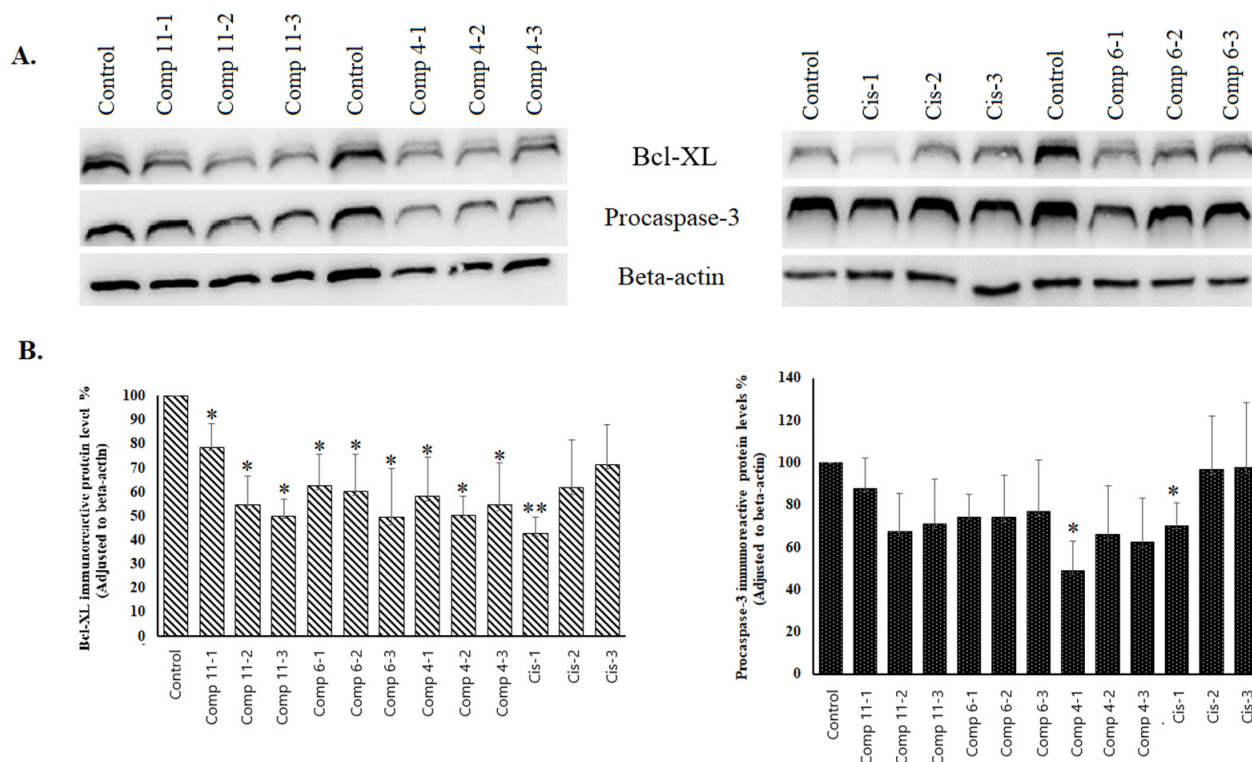 A.
Control
Comp 11-1
Comp 11-2
Comp 11-3
Control
Comp 4-1
Comp 4-2
Comp 4-3
Control
Cis-1
Cis-2
Cis-3
Control
Comp 6-1
Comp 6-2
Comp 6-3
Bcl-XL
Procaspase-3
Beta-actin
B.
Bcl-XL immunoreactive protein level %
(Adjusted to beta-actin)
100
90
80
70
60
50
40
30
20
10
0
*
*
*
*
*
*
*
*
*
**
Control
Comp 11-1
Comp 11-2
Comp 11-3
Comp 6-1
Comp 6-2
Comp 6-3
Comp 4-1
Comp 4-2
Comp 4-3
Cis-1
Cis-2
Cis-3
Procaspase-3 immunoreactive protein levels %
(Adjusted to beta-actin)
140
120
100
80
60
40
20
0
*
*
Control
Comp 11-1
Comp 11-2
Comp 11-3
Comp 6-1
Comp 6-2
Comp 6-3
Comp 4-1
Comp 4-2
Comp 4-3
Cis-1
Cis-2
Cis-3